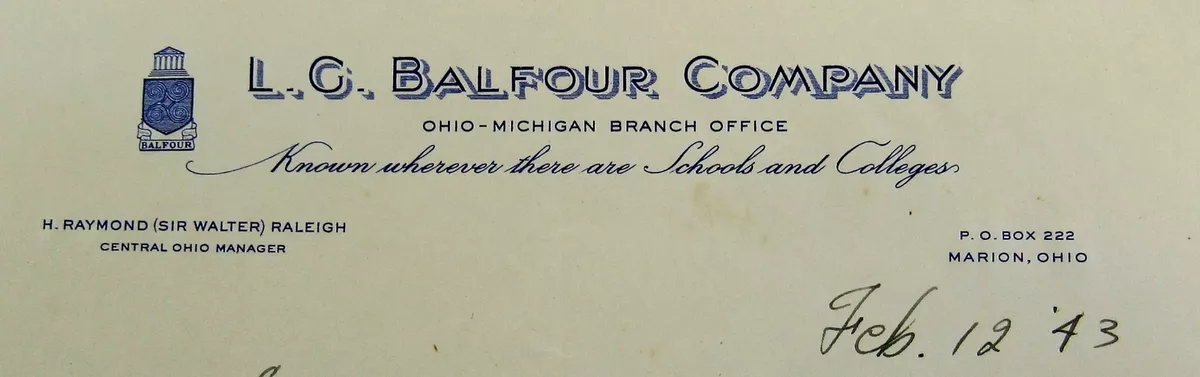 L. G. BALFOUR COMPANY
BALFOUR
OHIO-MICHIGAN BRANCH OFFICE
Known wherever there are Schools and Colleges
H. RAYMOND (SIR WALTER) RALEIGH
CENTRAL OHIO MANAGER
P. O. BOX 222
MARION, OHIO
Feb. 12 '43